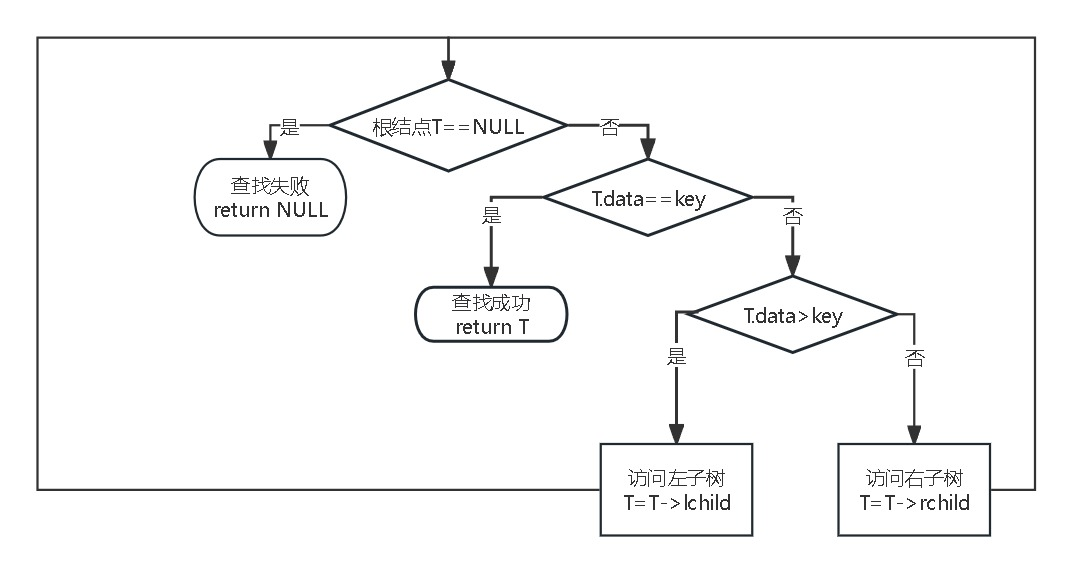 根结点T==NULL
是
否
查找失败
return NULL
T.data==key
是
否
查找成功
return T
T.data>key
是
否
访问左子树
T=T->lchild
访问右子树
T=T->rchild